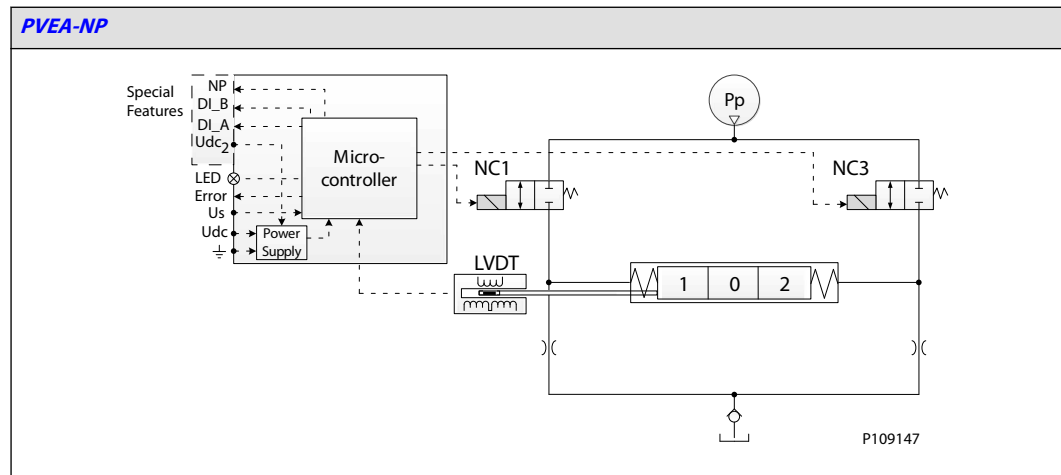 PVEA-NP
Special
Features
NP
DI_B
DI_A
Udc2
LED
Error
Us
Udc
Micro-
controller
Power
Supply
NC1
Pp
NC3
LVDT
1 0 2
P109147